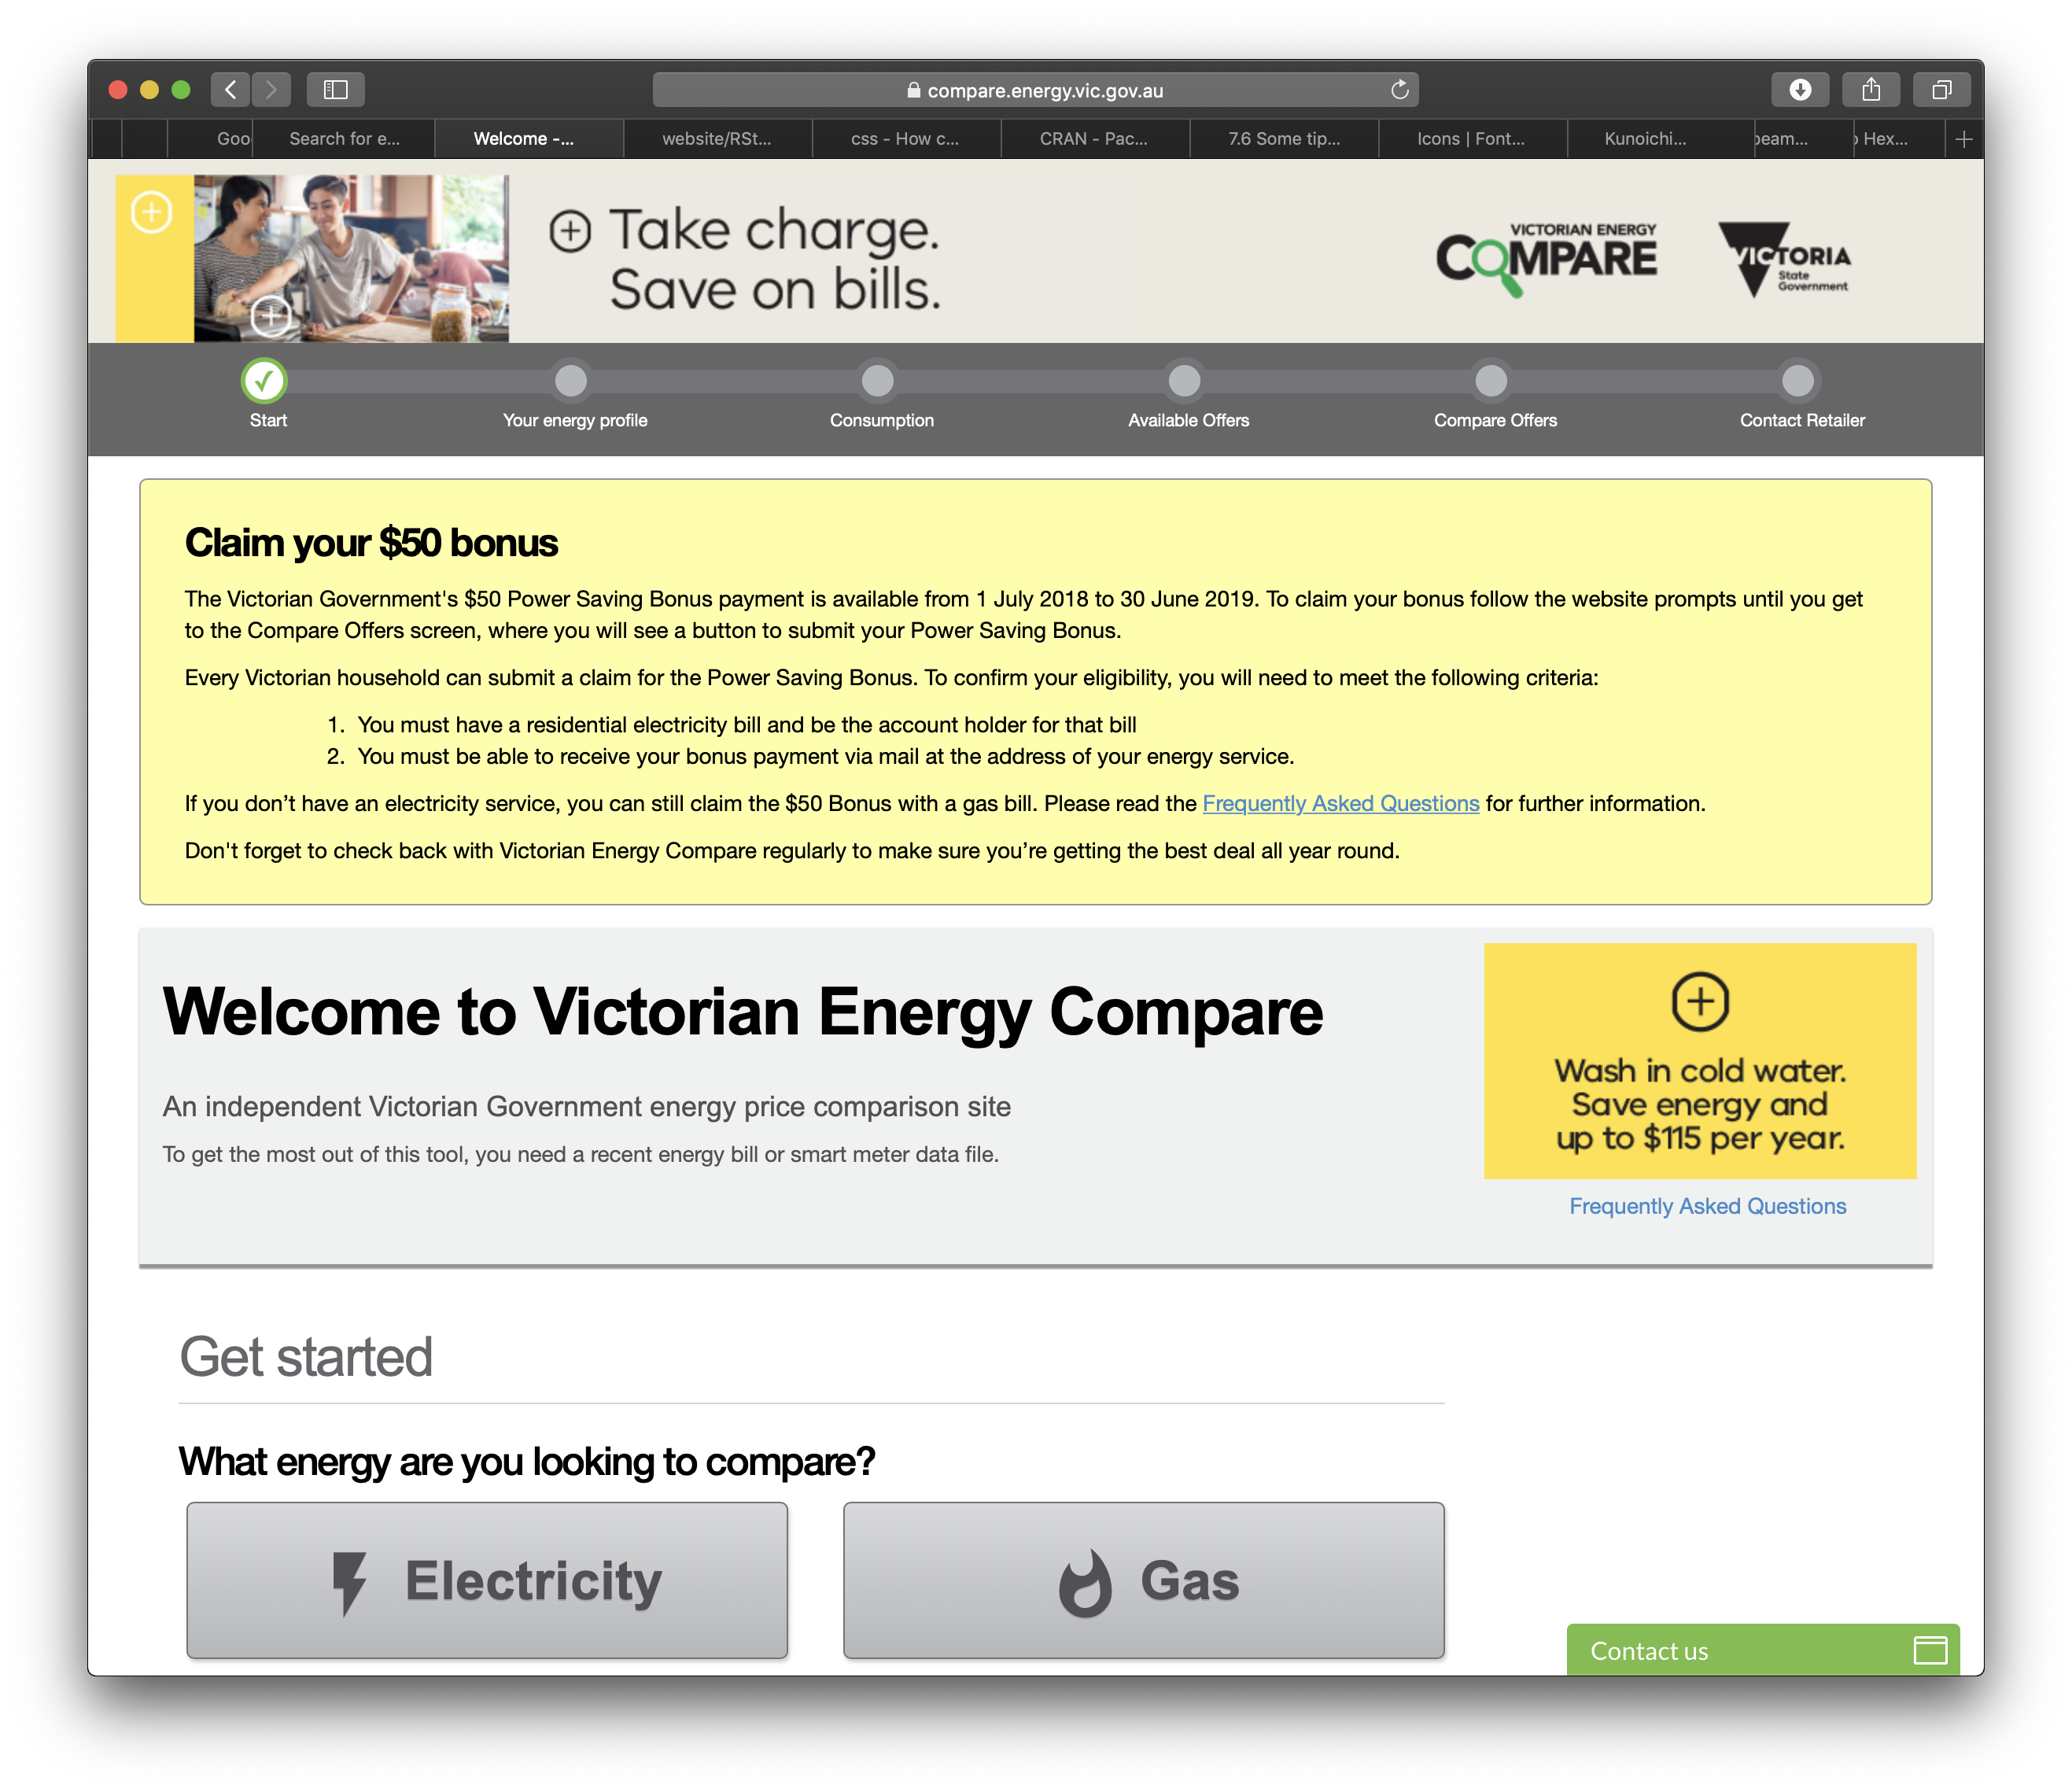 compare.energy.vic.gov.au
Goo
Search for e...
Welcome -...
website/RSt...
css - How c...
CRAN - Pac...
7.6 Some tip...
Icons | Font...
Kunoichi...
beam...
Hex...
Take charge.
Save on bills.
VICTORIAN ENERGY
COMPARE
VICTORIA
State
Government
Start
Your energy profile
Consumption
Available Offers
Compare Offers
Contact Retailer
Claim your $50 bonus
The Victorian Government's $50 Power Saving Bonus payment is available from 1 July 2018 to 30 June 2019. To claim your bonus follow the website prompts until you get
to the Compare Offers screen, where you will see a button to submit your Power Saving Bonus.
Every Victorian household can submit a claim for the Power Saving Bonus. To confirm your eligibility, you will need to meet the following criteria:
1. You must have a residential electricity bill and be the account holder for that bill
2. You must be able to receive your bonus payment via mail at the address of your energy service.
If you don’t have an electricity service, you can still claim the $50 Bonus with a gas bill. Please read the Frequently Asked Questions for further information.
Don't forget to check back with Victorian Energy Compare regularly to make sure you’re getting the best deal all year round.
Welcome to Victorian Energy Compare
An independent Victorian Government energy price comparison site
To get the most out of this tool, you need a recent energy bill or smart meter data file.
Wash in cold water.
Save energy and
up to $115 per year.
Frequently Asked Questions
Get started
What energy are you looking to compare?
Electricity
Gas
Contact us